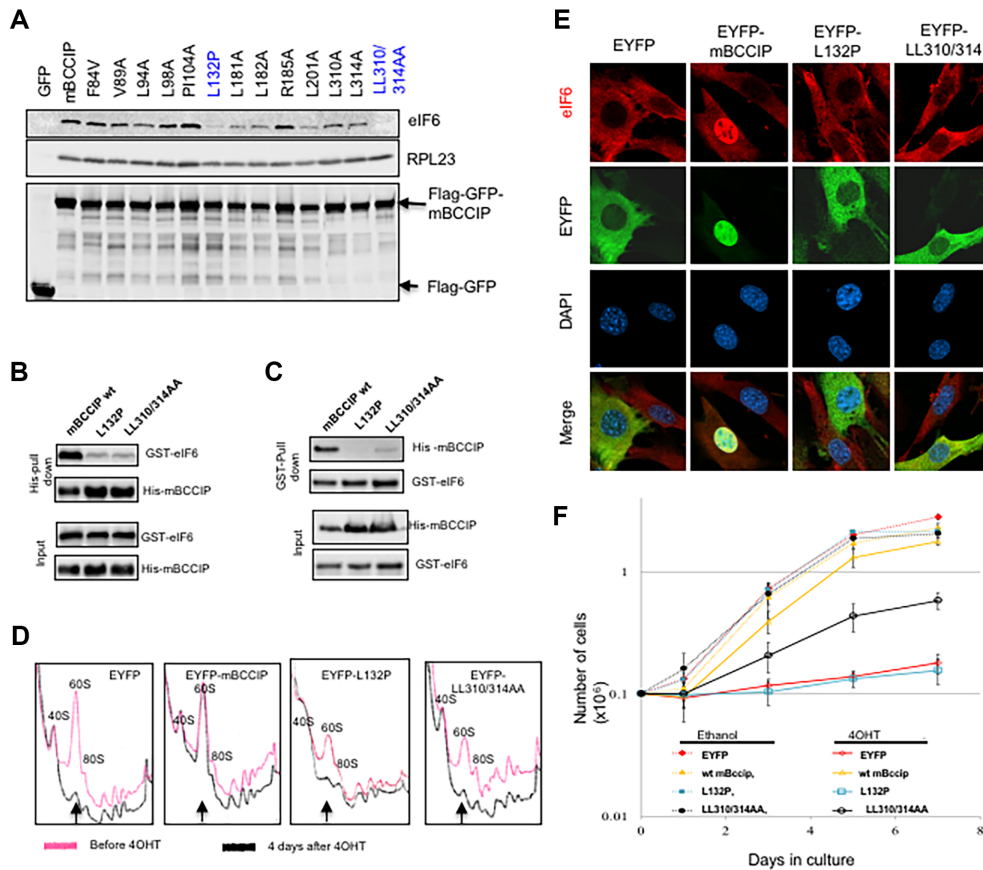 A
GFP
mBCCIP
F84V
V89A
L94A
L98A
PI104A
L132P
L181A
L182A
R185A
L201A
L310A
L314A
LL310/
314AA
eIF6
RPL23
Flag-GFP-
mBCCIP
Flag-GFP
B
mBCCIP wt
L132P
LL310/314AA
His-pull
down
GST-eIF6
His-mBCCIP
Input
GST-eIF6
His-mBCCIP
C
mBCCIP wt
L132P
LL310/314AA
GST-Pull
down
His -mBCCIP
GST-eIF6
Input
His-mBCCIP
GST-eIF6
D
EYFP
60S
40S
80S
EYFP-mBCCIP
60S
40S
80S
EYFP-L132P
60S
40S
80S
EYFP-
LL310/314AA
40S
60S
80S
Before 4OHT
4 days after 4OHT
E
EYFP
EYFP-
mBCCIP
EYFP-
L132P
EYFP-
LL310/314
eIF6
EYFP
DAPI
Merge
F
Number of cells
(x10⁶)
1
0.1
0.01
Ethanol
4OHT
EYFP
EYFP
wt mBccip,
wt mBccip
L132P,
L132P
LL310/314AA,
LL310/314AA
0
2
4
6
8
Days in culture